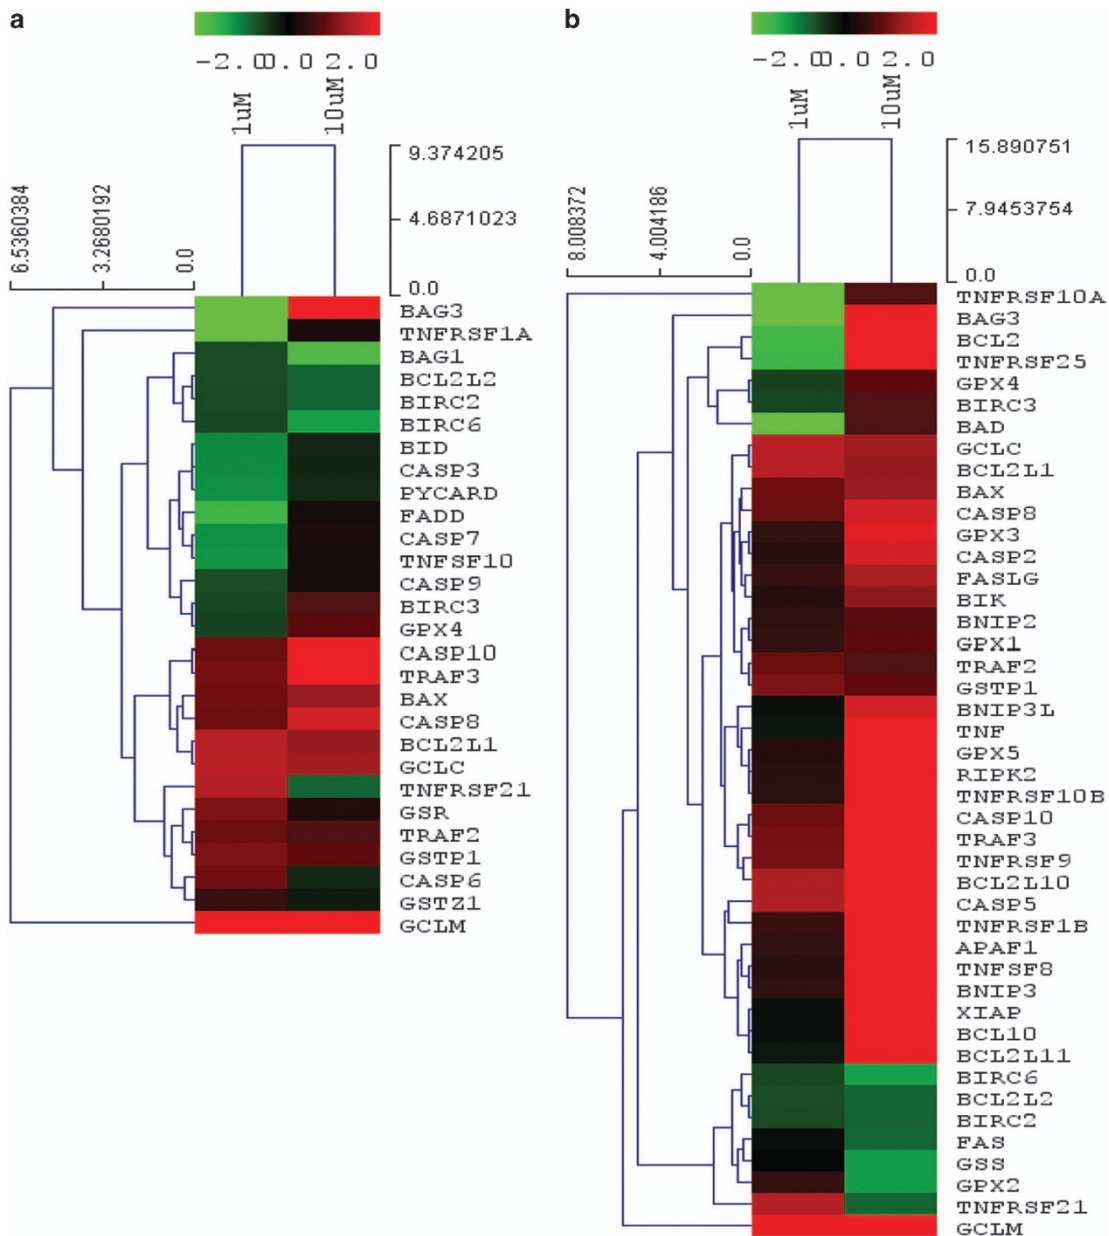 a
-2.0 0.0 2.0
1uM
10uM
9.374205
4.6871023
0.0
6.5360384
3.2680192
0.0
BAG3
TNFRSF1A
BAG1
BCL2L2
BIRC2
BIRC6
BID
CASP3
PYCARD
FADD
CASP7
TNFSF10
CASP9
BIRC3
GPX4
CASP10
TRAF3
BAX
CASP8
BCL2L1
GCLC
TNFRSF21
GSR
TRAF2
GSTP1
CASP6
GSTZ1
GCLM
b
-2.0 0.0 2.0
1uM
10uM
15.890751
7.9453754
0.0
8.008372
4.004186
0.0
TNFRSF10A
BAG3
BCL2
TNFRSF25
GPX4
BIRC3
BAD
GCLC
BCL2L1
BAX
CASP8
GPX3
CASP2
FASLG
BIK
BNIP2
GPX1
TRAF2
GSTP1
BNIP3L
TNF
GPX5
RIPK2
TNFRSF10B
CASP10
TRAF3
TNFRSF9
BCL2L10
CASP5
TNFRSF1B
APAF1
TNFSF8
BNIP3
XIAP
BCL10
BCL2L11
BIRC6
BCL2L2
BIRC2
FAS
GSS
GPX2
TNFRSF21
GCLM